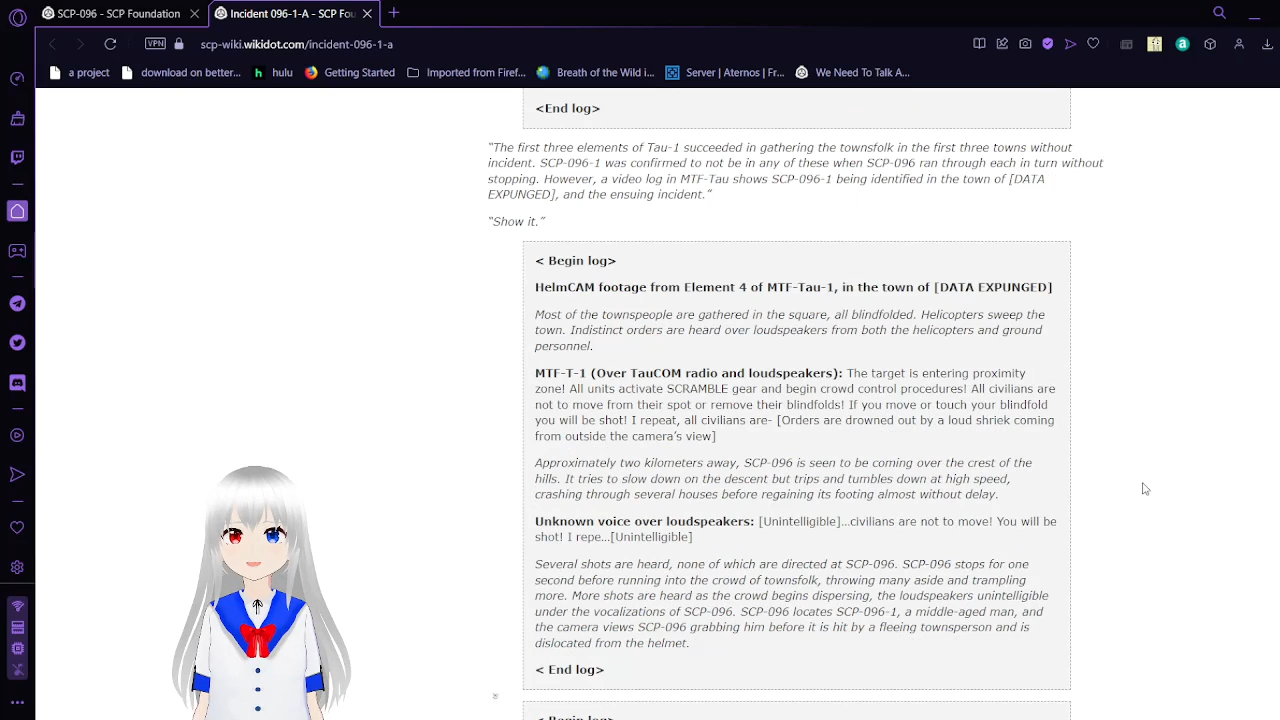 SCP-096 - SCP Foundation
Incident 096-1-A - SCP Fou
VPN
scp-wiki.wikidot.com/incident-096-1-a
a project
download on better...
hulu
Getting Started
Imported from Firef...
Breath of the Wild i...
Server | Aternos | Fr...
We Need To Talk A...
<End log>
“The first three elements of Tau-1 succeeded in gathering the townsfolk in the first three towns without
incident. SCP-096-1 was confirmed to not be in any of these when SCP-096 ran through each in turn without
stopping. However, a video log in MTF-Tau shows SCP-096-1 being identified in the town of [DATA
EXPUNGED], and the ensuing incident.”
“Show it.”
< Begin log>
HelmCAM footage from Element 4 of MTF-Tau-1, in the town of [DATA EXPUNGED]
Most of the townspeople are gathered in the square, all blindfolded. Helicopters sweep the
town. Indistinct orders are heard over loudspeakers from both the helicopters and ground
personnel.
MTF-T-1 (Over TauCOM radio and loudspeakers): The target is entering proximity
zone! All units activate SCRAMBLE gear and begin crowd control procedures! All civilians are
not to move from their spot or remove their blindfolds! If you move or touch your blindfold
you will be shot! I repeat, all civilians are- [Orders are drowned out by a loud shriek coming
from outside the camera’s view]
Approximately two kilometers away, SCP-096 is seen to be coming over the crest of the
hills. It tries to slow down on the descent but trips and tumbles down at high speed,
crashing through several houses before regaining its footing almost without delay.
Unknown voice over loudspeakers: [Unintelligible]...civilians are not to move! You will be
shot! I repe...[Unintelligible]
Several shots are heard, none of which are directed at SCP-096. SCP-096 stops for one
second before running into the crowd of townsfolk, throwing many aside and trampling
more. More shots are heard as the crowd begins dispersing, the loudspeakers unintelligible
under the vocalizations of SCP-096. SCP-096 locates SCP-096-1, a middle-aged man, and
the camera views SCP-096 grabbing him before it is hit by a fleeing townsperson and is
dislocated from the helmet.
< End log>
< Begin log>